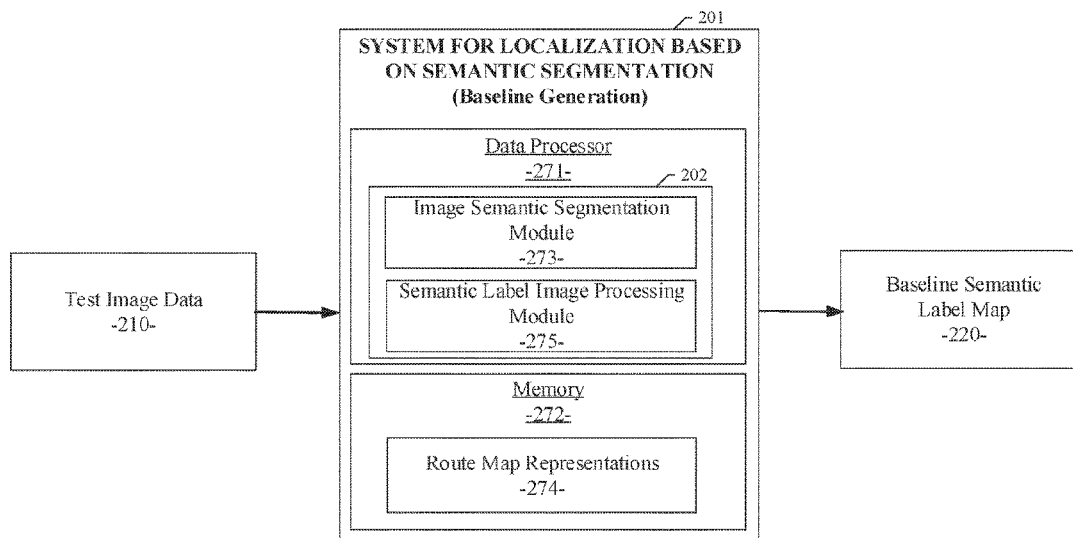 201
SYSTEM FOR LOCALIZATION BASED
ON SEMANTIC SEGMENTATION
(Baseline Generation)
Data Processor
-271-
202
Image Semantic Segmentation
Module
-273-
Semantic Label Image Processing
Module
-275-
Memory
-272-
Route Map Representations
-274-
Test Image Data
-210-
Baseline Semantic
Label Map
-220-